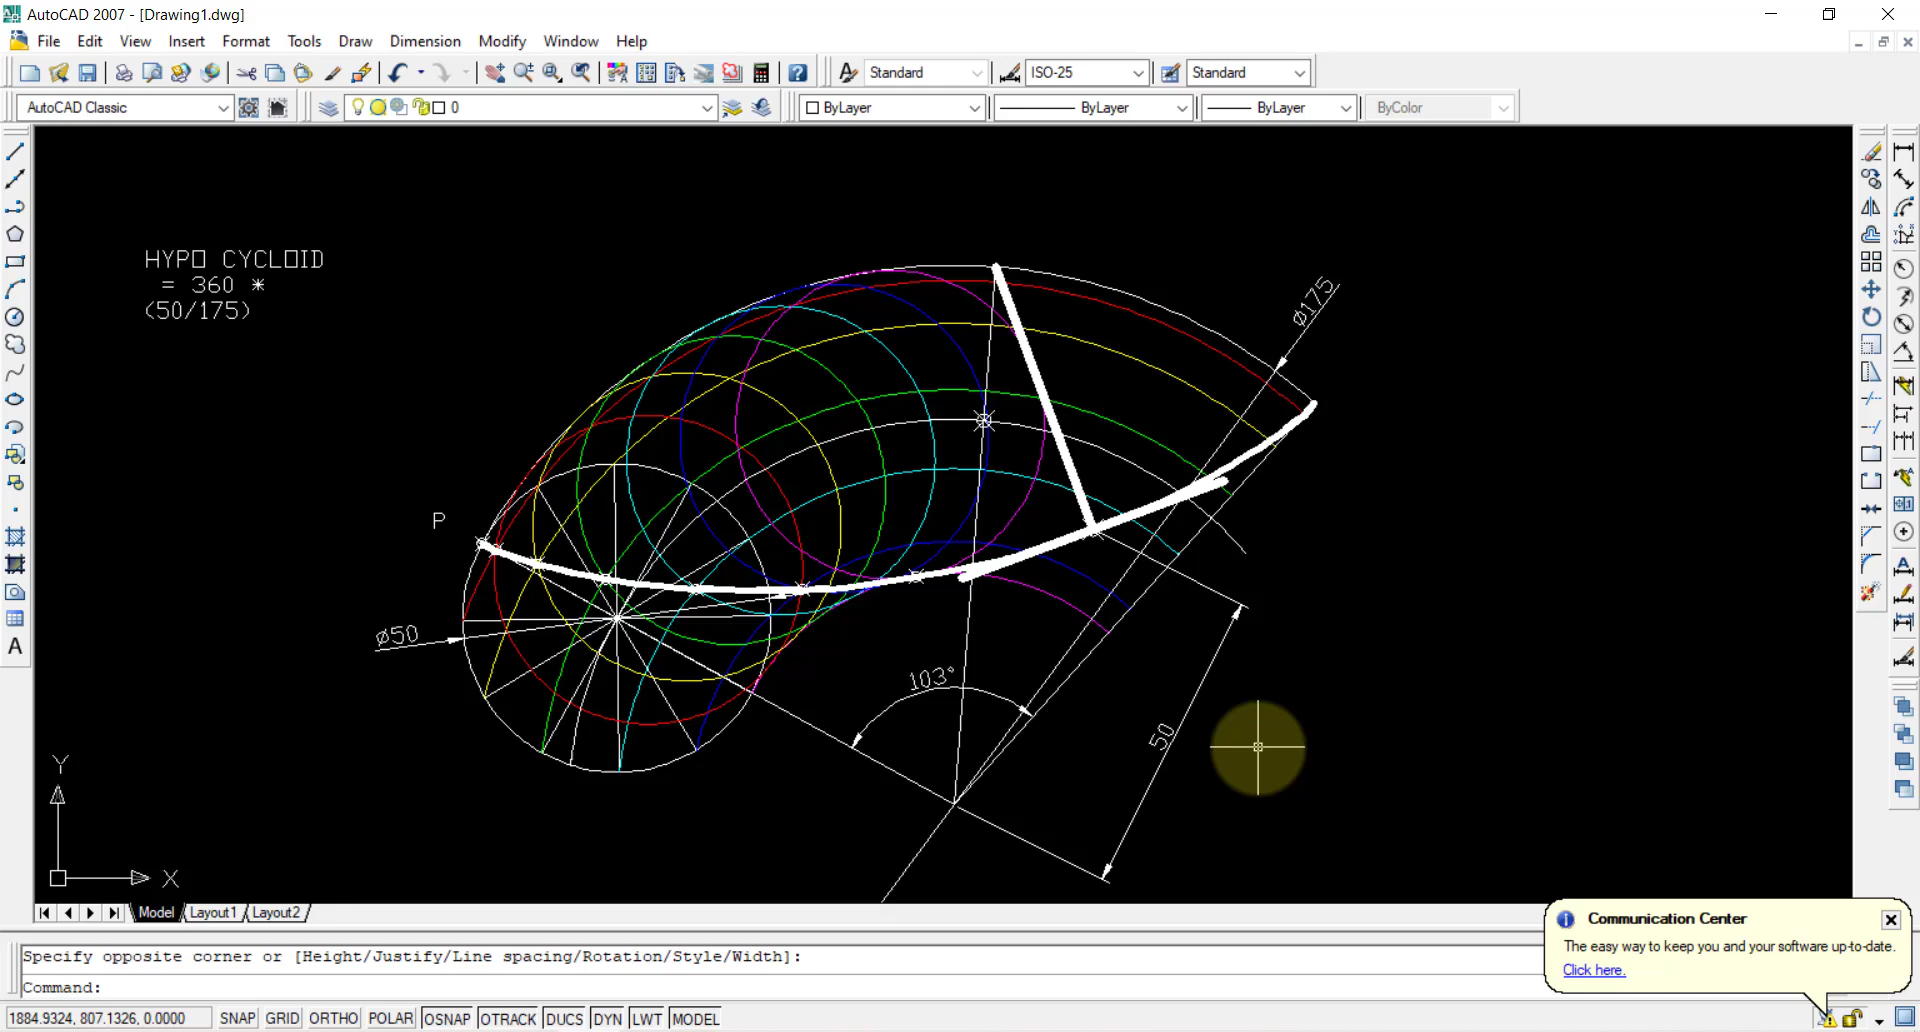 AutoCAD 2007 - [Drawing1.dwg]
File Edit View Insert Format Tools Draw Dimension Modify Window Help
Standard ISO-25 Standard
AutoCAD Classic 0 ByLayer ByLayer ByLayer ByColor
HYPO CYCLOID
= 360 *
(50/175)
ø175
P
ø50
103°
50
Y
X
Model Layout1 Layout2
Communication Center
The easy way to keep you and your software up-to-date.
Click here.
Specify opposite corner or [Height/Justify/Line spacing/Rotation/Style/Width]:
Command:
1884.9324, 807.1326, 0.0000 SNAP GRID ORTHO POLAR OSNAP OTRACK DUCS DYN LWT MODEL